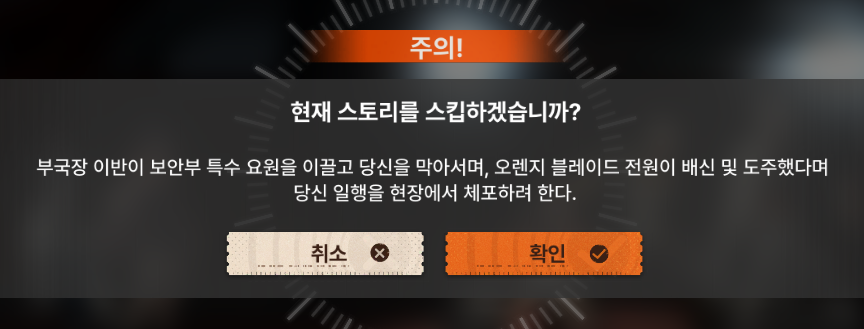 주의!
현재 스토리를 스킵하겠습니까?
부국장 이반이 보안부 특수 요원을 이끌고 당신을 막아서며, 오렌지 블레이드 전원이 배신 및 도주했다며
당신 일행을 현장에서 체포하려 한다.
취소
확인